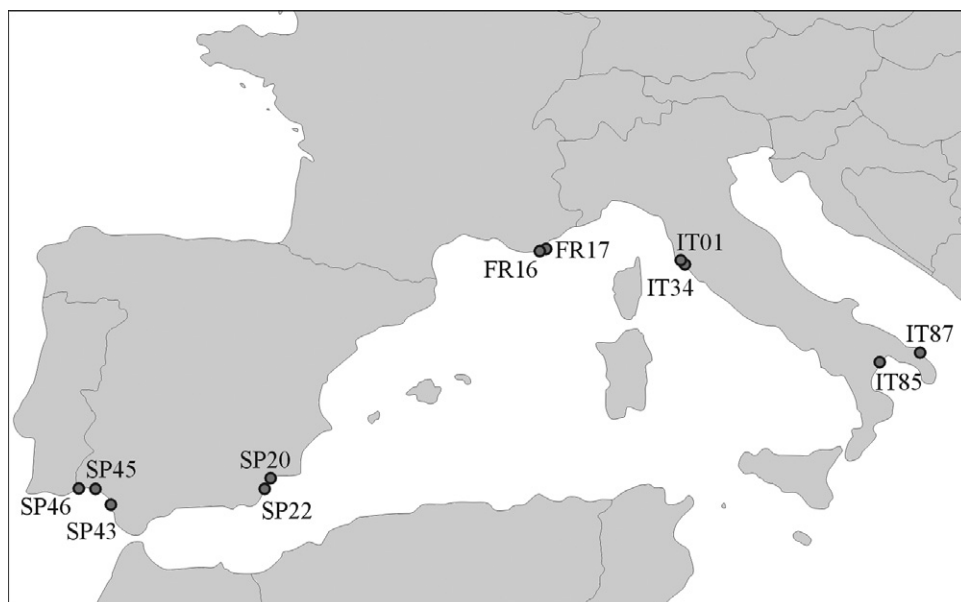 IT01
FR17
FR16
IT34
IT87
IT85
SP20
SP45
SP46
SP22
SP43